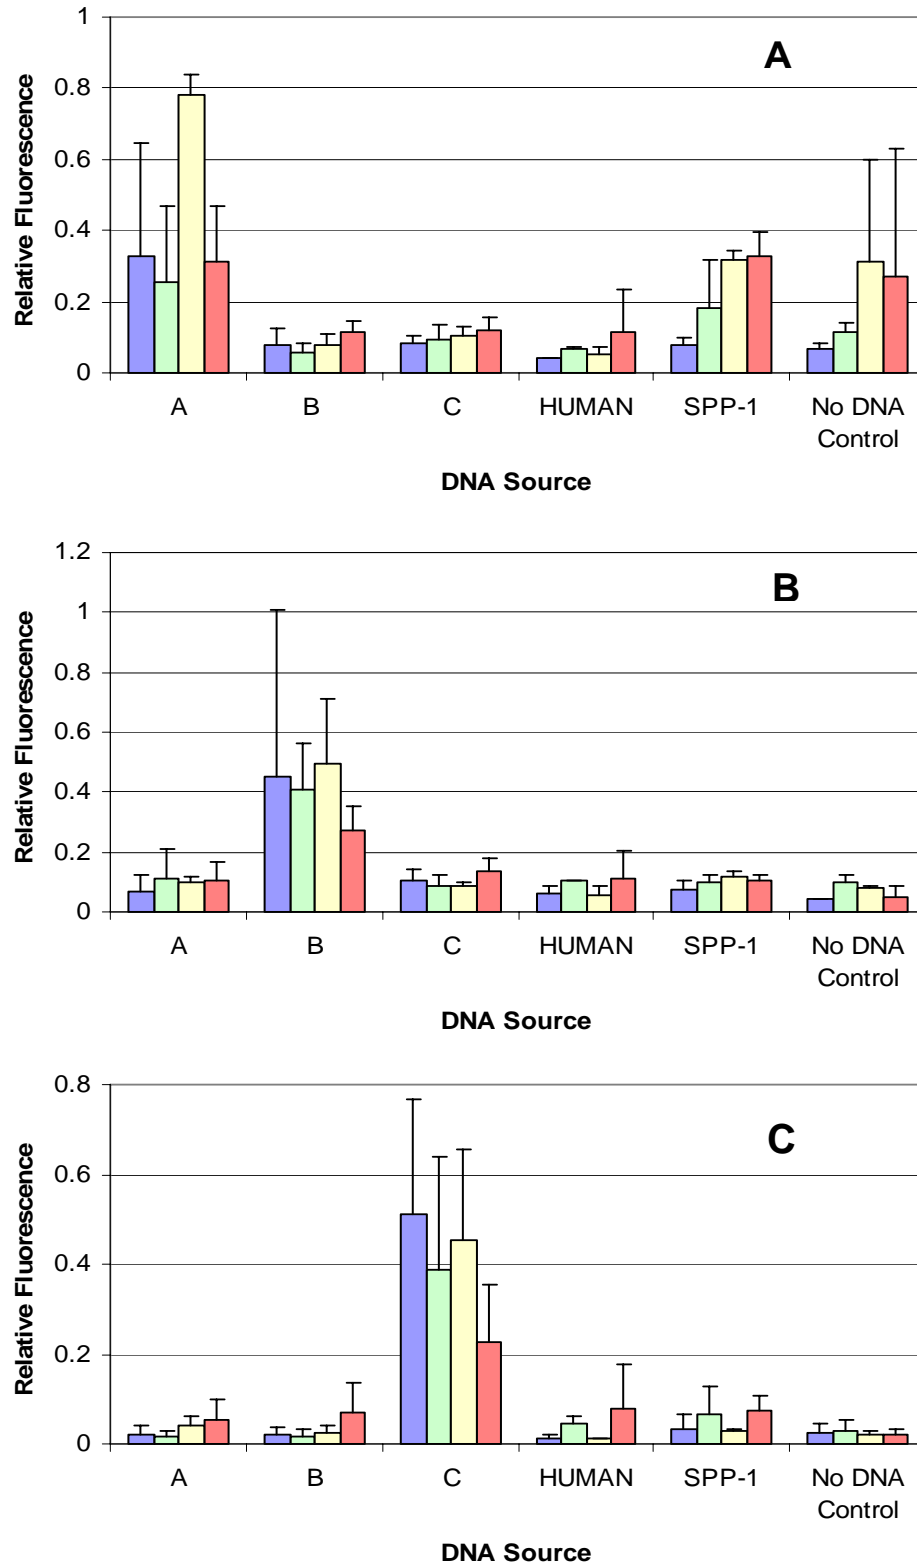 1
0.8
0.6
0.4
0.2
0
Relative Fluorescence
A
A B C HUMAN SPP-1 No DNA
Control
DNA Source
1.2
1
0.8
0.6
0.4
0.2
0
Relative Fluorescence
B
A B C HUMAN SPP-1 No DNA
Control
DNA Source
0.8
0.6
0.4
0.2
0
Relative Fluorescence
C
A B C HUMAN SPP-1 No DNA
Control
DNA Source